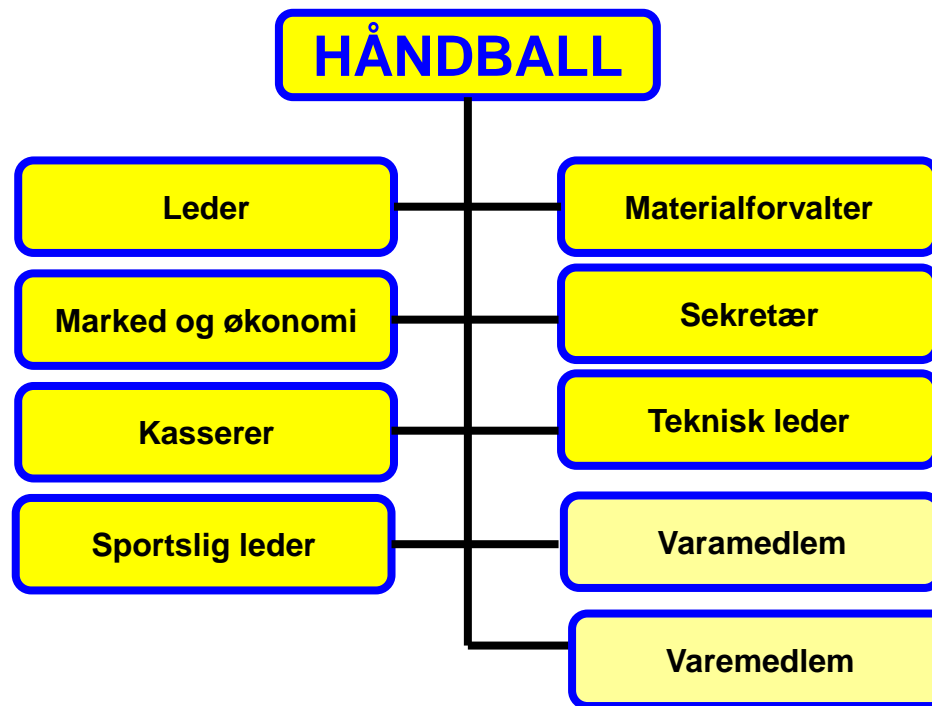 HÅNDBALL
Leder
Materialforvalter
Marked og økonomi
Sekretær
Kasserer
Teknisk leder
Sportslig leder
Varamedlem
Varemedlem